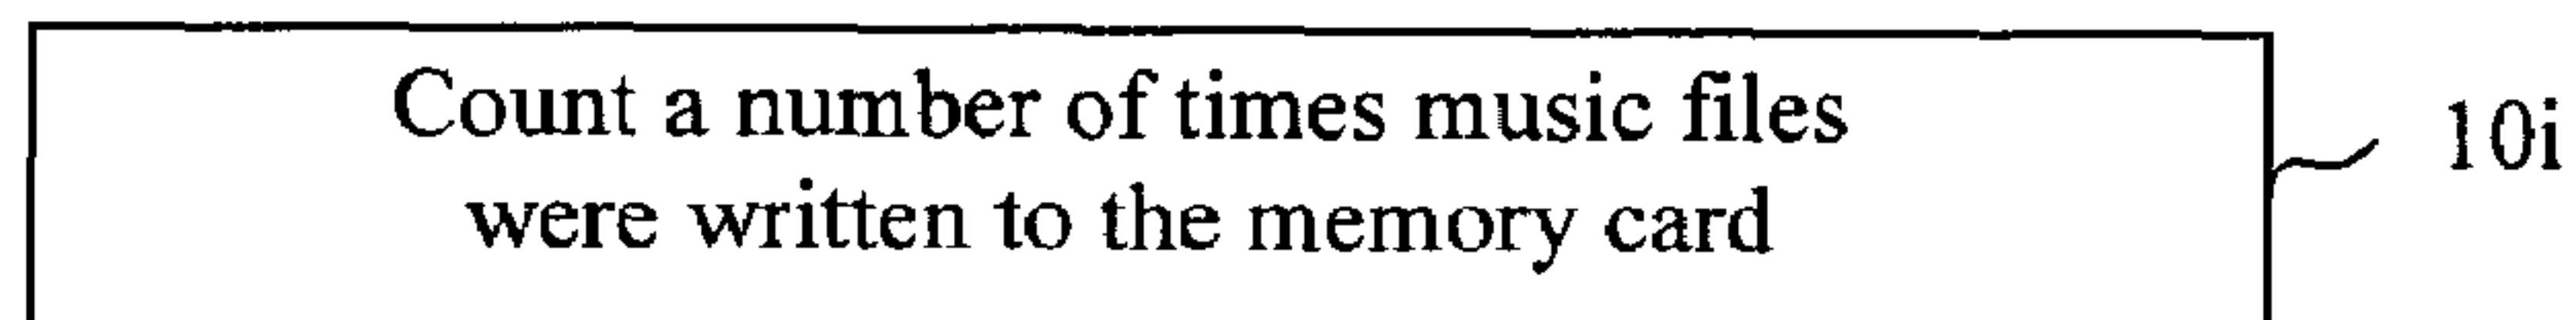 Count a number of times music files
were written to the memory card
10i